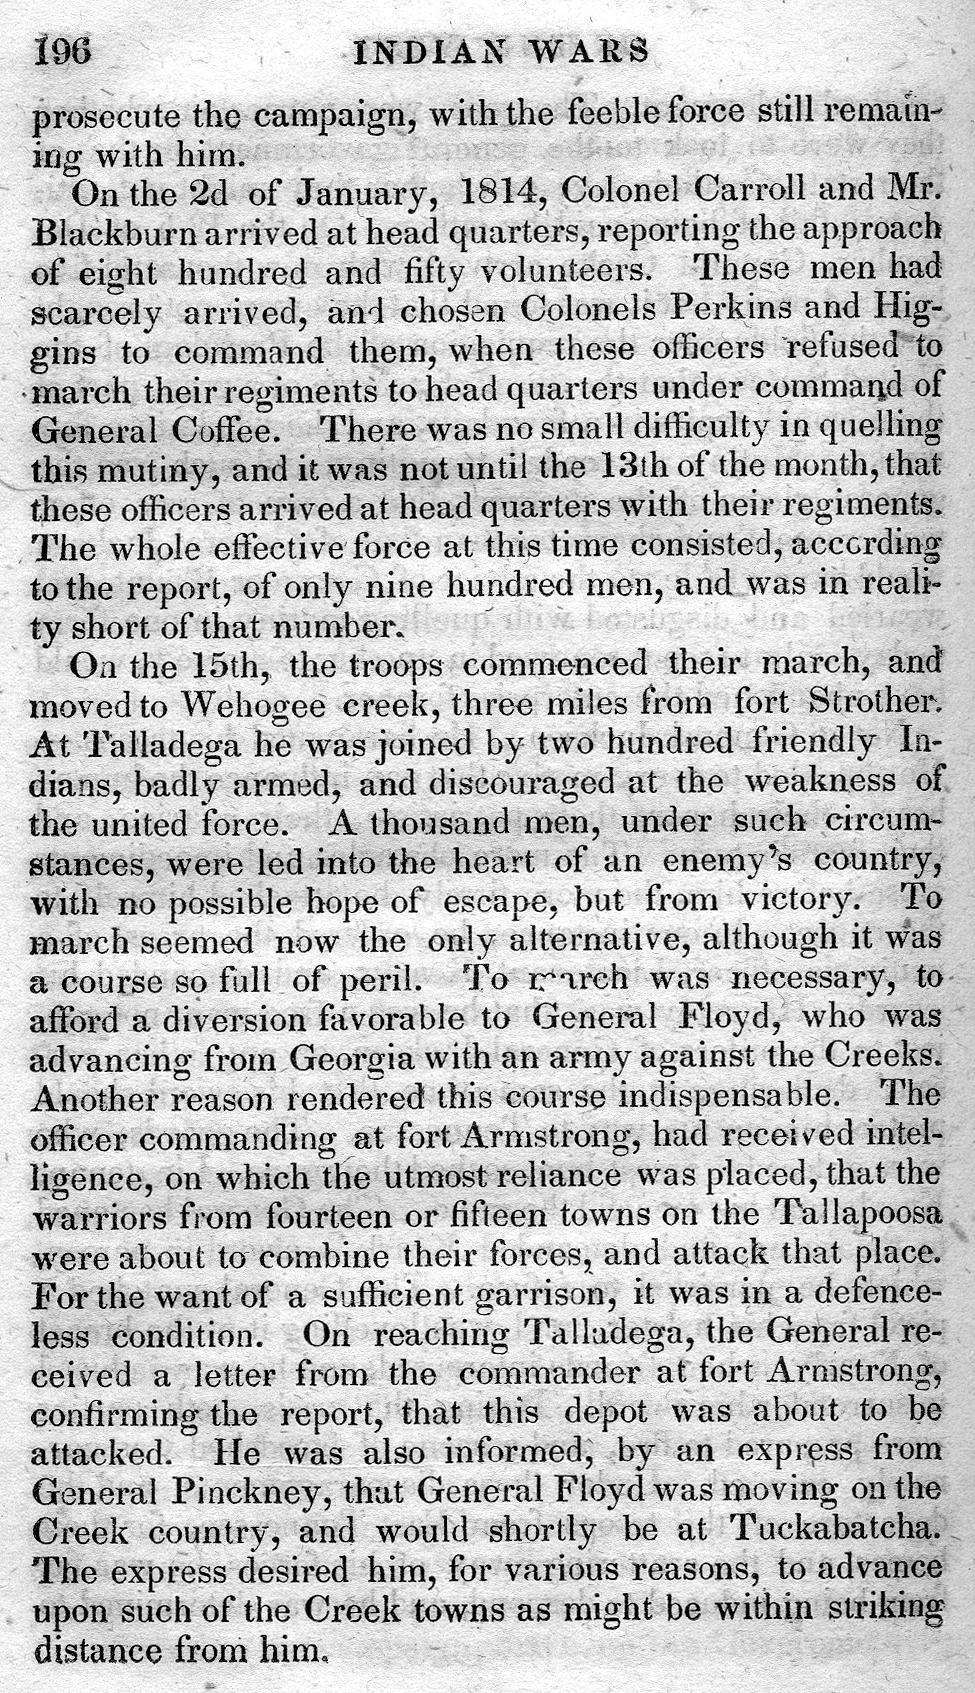 196 INDIAN WARS
prosecute the campaign, with the feeble force still remain-
ing with him.
On the 2d of January, 1814, Colonel Carroll and Mr.
Blackburn arrived at head quarters, reporting the approach
of eight hundred and fifty volunteers. These men had
scarcely arrived, and chosen Colonels Perkins and Hig-
gins to command them, when these officers refused to
march their regiments to head quarters under command of
General Coffee. There was no small difficulty in quelling
this mutiny, and it was not until the 13th of the month, that
these officers arrived at head quarters with their regiments.
The whole effective force at this time consisted, according
to the report, of only nine hundred men, and was in reali-
ty short of that number.
On the 15th, the troops commenced their march, and
moved to Wehogee creek, three miles from fort Strother.
At Talladega he was joined by two hundred friendly In-
dians, badly armed, and discouraged at the weakness of
the united force. A thousand men, under such circum-
stances, were led into the heart of an enemy's country,
with no possible hope of escape, but from victory. To
march seemed now the only alternative, although it was
a course so full of peril. To march was necessary, to
afford a diversion favorable to General Floyd, who was
advancing from Georgia with an army against the Creeks.
Another reason rendered this course indispensable. The
officer commanding at fort Armstrong, had received intel-
ligence, on which the utmost reliance was placed, that the
warriors from fourteen or fifteen towns on the Tallapoosa
were about to combine their forces, and attack that place.
For the want of a sufficient garrison, it was in a defence-
less condition. On reaching Talladega, the General re-
ceived a letter from the commander at fort Armstrong,
confirming the report, that this depot was about to be
attacked. He was also informed, by an express from
General Pinckney, that General Floyd was moving on the
Creek country, and would shortly be at Tuckabatcha.
The express desired him, for various reasons, to advance
upon such of the Creek towns as might be within striking
distance from him.